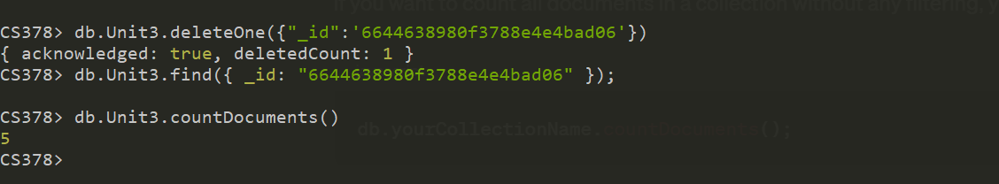 If you want to count all documents in a collection without any filtering, y
CS378> db.Unit3.deleteOne({"_id":'6644638980f3788e4e4bad06'})
{ acknowledged: true, deletedCount: 1 }
CS378> db.Unit3.find({ _id: "6644638980f3788e4e4bad06" });
CS378> db.Unit3.countDocuments()
db.yourCollectionName.countDocuments();
5
CS378>